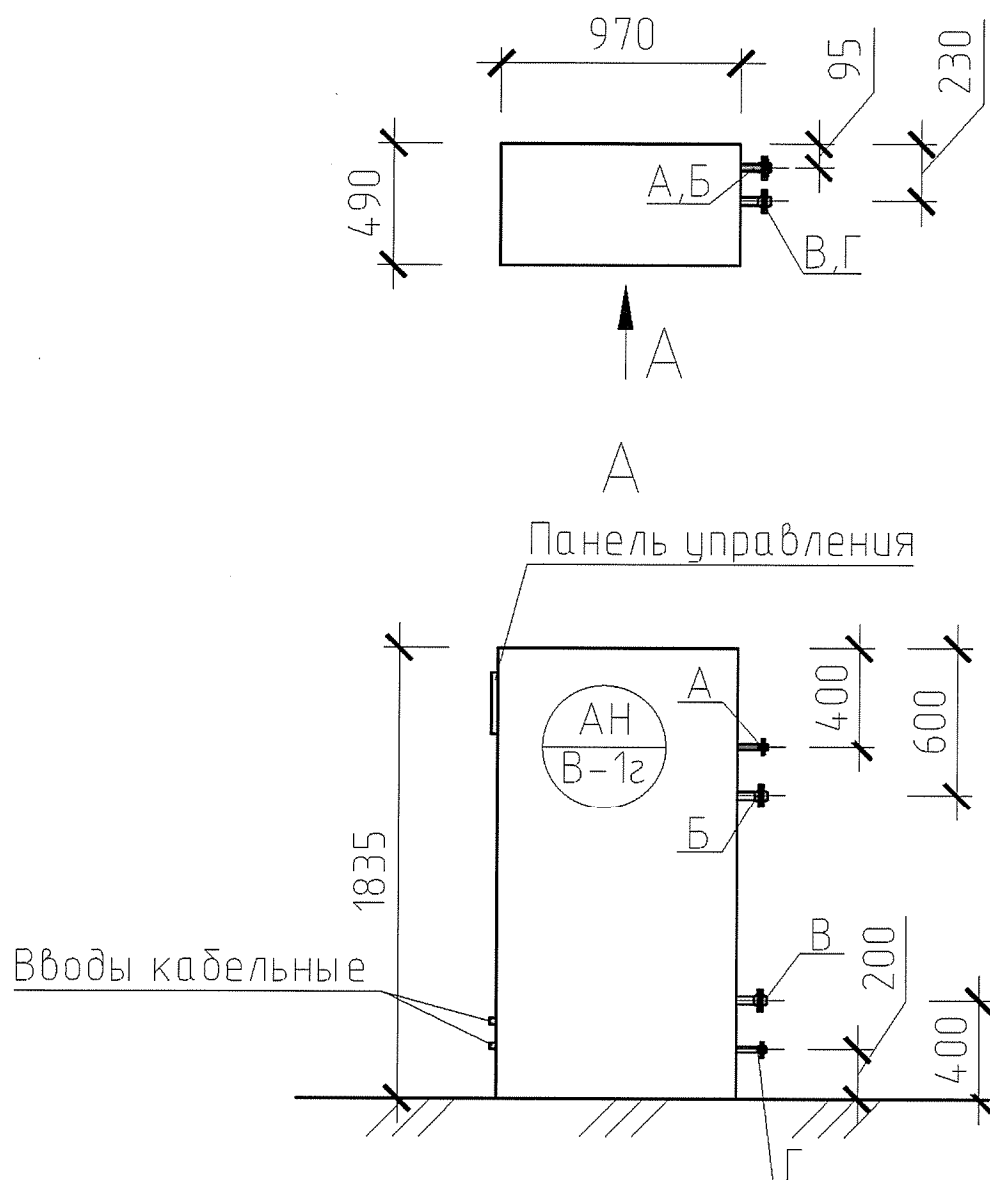 970
95
230
490
А,Б
В,Г
А
А
Панель управления
А
400
600
АН
В-1г
Б
1835
В
200
Вводы кабельные
400
Г